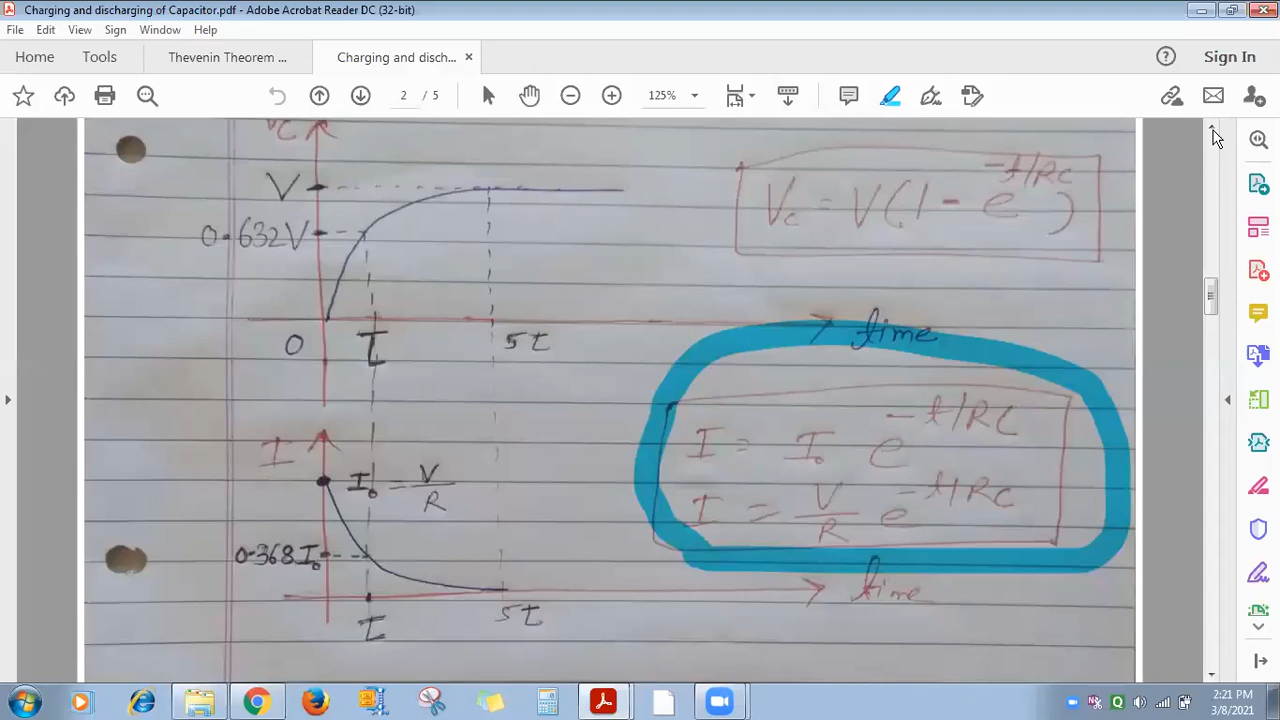 Charging and discharging of Capacitor.pdf - Adobe Acrobat Reader DC (32-bit)
File Edit View Sign Window Help
Home Tools Thevenin Theorem ... Charging and disch... × Sign In
2 / 5 125%
Vc
V
0.632V
Vc = V(1 - e^-t/RC)
0 τ 5τ time
I
I₀ = V/R
0.368I₀
I = I₀ e^-t/RC
I = V/R e^-t/RC
τ 5τ time
2:21 PM
3/8/2021